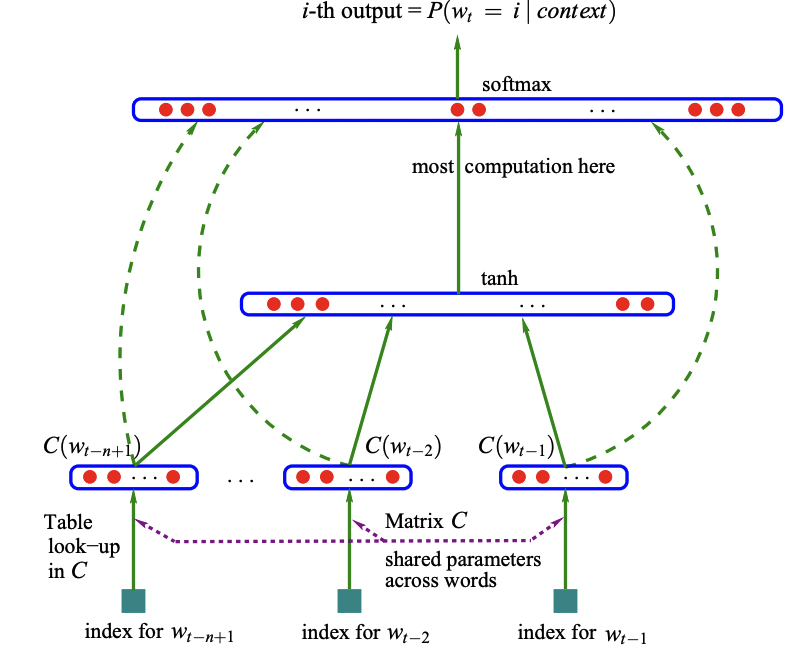 i-th output = P(w_t = i | context)
softmax
. . .
. . .
most computation here
tanh
. . .
. . .
C(w_{t−n+1})
C(w_{t−2})
C(w_{t−1})
. . .
. . .
. . .
. . .
Table
look−up
in C
Matrix C
shared parameters
across words
index for w_{t−n+1}
index for w_{t−2}
index for w_{t−1}